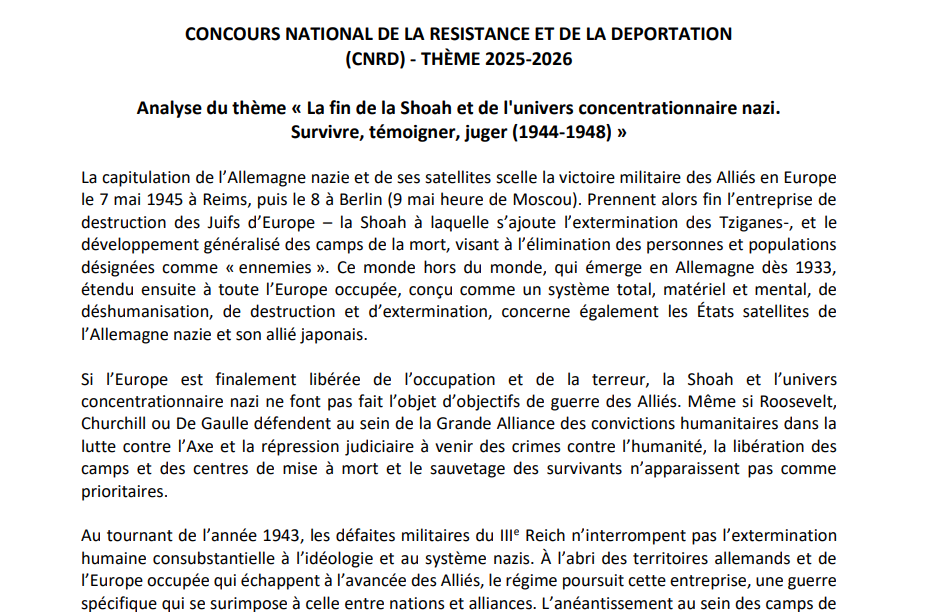 CONCOURS NATIONAL DE LA RESISTANCE ET DE LA DEPORTATION
(CNRD) - THÈME 2025-2026
Analyse du thème « La fin de la Shoah et de l'univers concentrationnaire nazi.
Survivre, témoigner, juger (1944-1948) »
La capitulation de l’Allemagne nazie et de ses satellites scelle la victoire militaire des Alliés en Europe
le 7 mai 1945 à Reims, puis le 8 à Berlin (9 mai heure de Moscou). Prennent alors fin l’entreprise de
destruction des Juifs d’Europe – la Shoah à laquelle s’ajoute l’extermination des Tziganes-, et le
développement généralisé des camps de la mort, visant à l’élimination des personnes et populations
désignées comme « ennemies ». Ce monde hors du monde, qui émerge en Allemagne dès 1933,
étendu ensuite à toute l’Europe occupée, conçu comme un système total, matériel et mental, de
déshumanisation, de destruction et d’extermination, concerne également les États satellites de
l’Allemagne nazie et son allié japonais.
Si l’Europe est finalement libérée de l’occupation et de la terreur, la Shoah et l’univers
concentrationnaire nazi ne font pas fait l’objet d’objectifs de guerre des Alliés. Même si Roosevelt,
Churchill ou De Gaulle défendent au sein de la Grande Alliance des convictions humanitaires dans la
lutte contre l’Axe et la répression judiciaire à venir des crimes contre l’humanité, la libération des
camps et des centres de mise à mort et le sauvetage des survivants n’apparaissent pas comme
prioritaires.
Au tournant de l’année 1943, les défaites militaires du IIIe Reich n’interrompent pas l’extermination
humaine consubstantielle à l’idéologie et au système nazis. À l’abri des territoires allemands et de
l’Europe occupée qui échappent à l’avancée des Alliés, le régime poursuit cette entreprise, une guerre
spécifique qui se surimpose à celle entre nations et alliances. L’anéantissement au sein des camps de